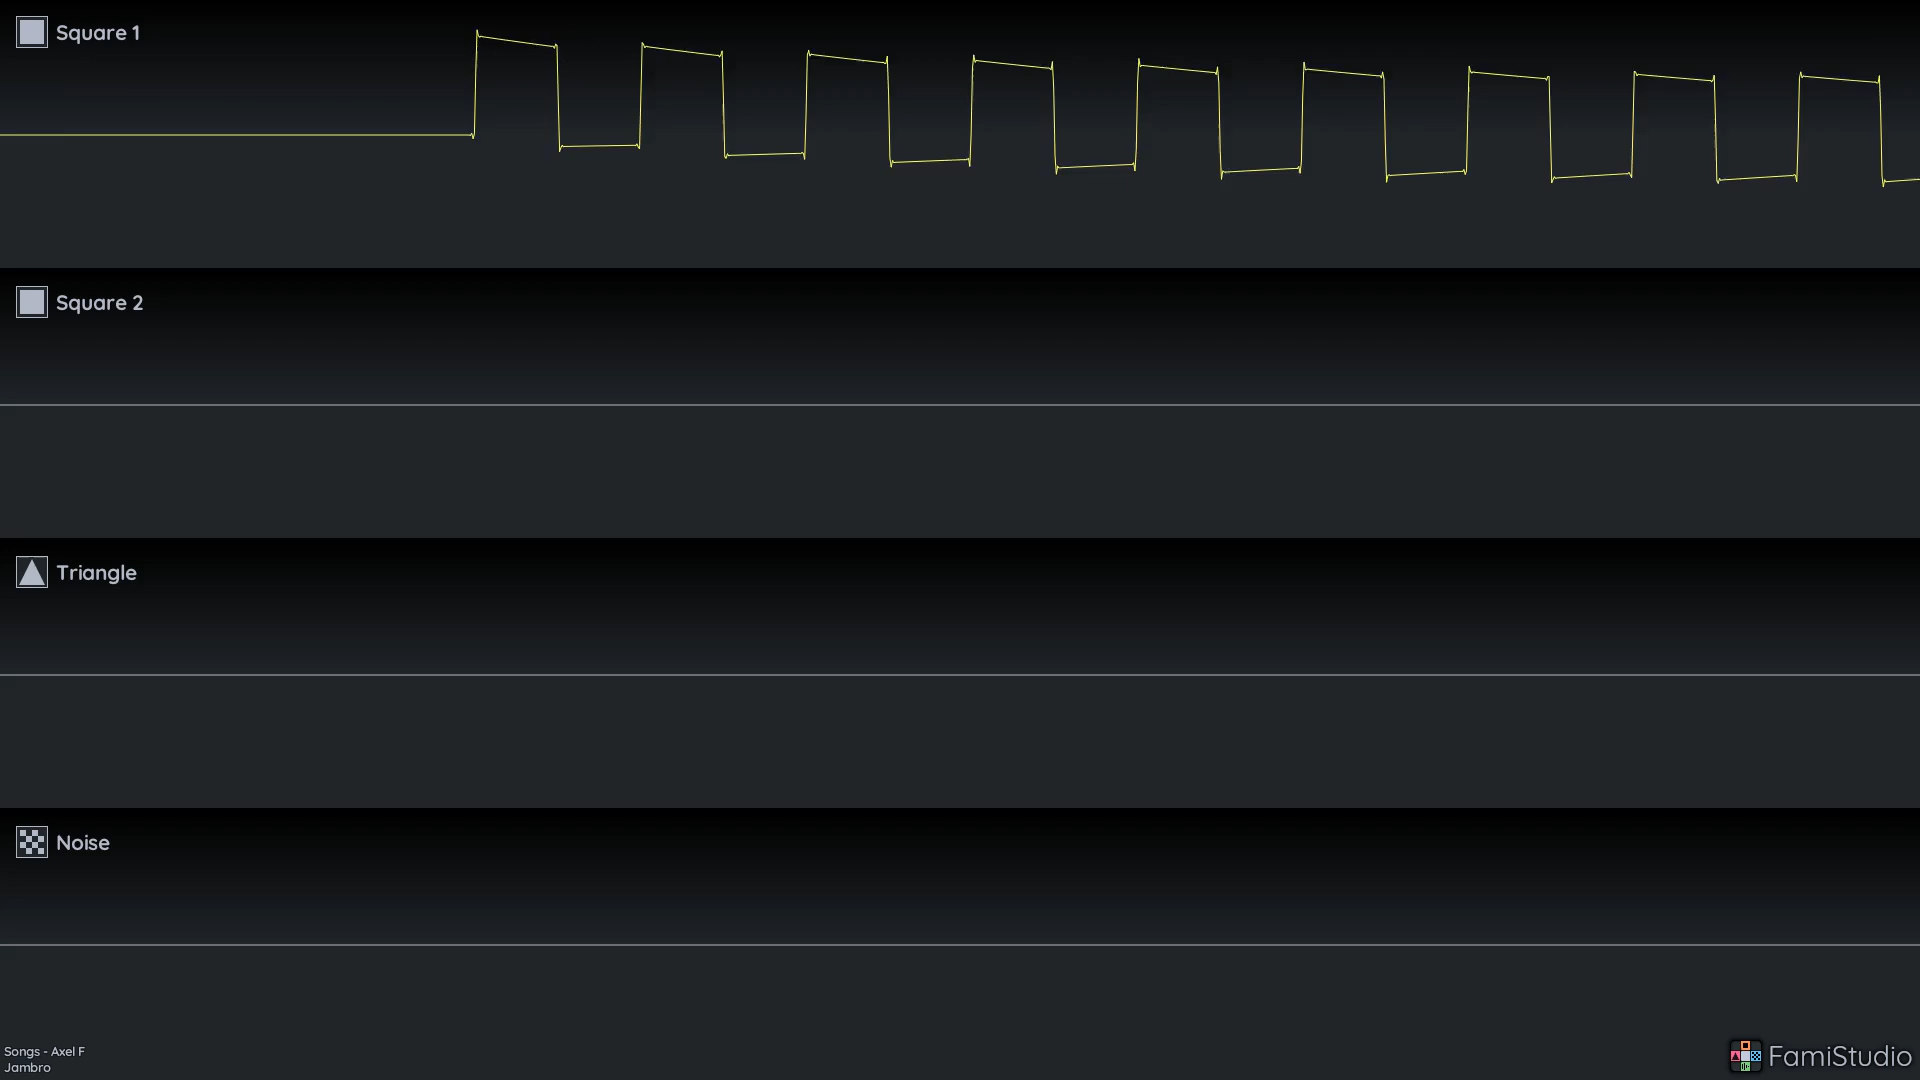 Square 1
Square 2
Triangle
Noise
Songs - Axel F
Jambro
FamiStudio